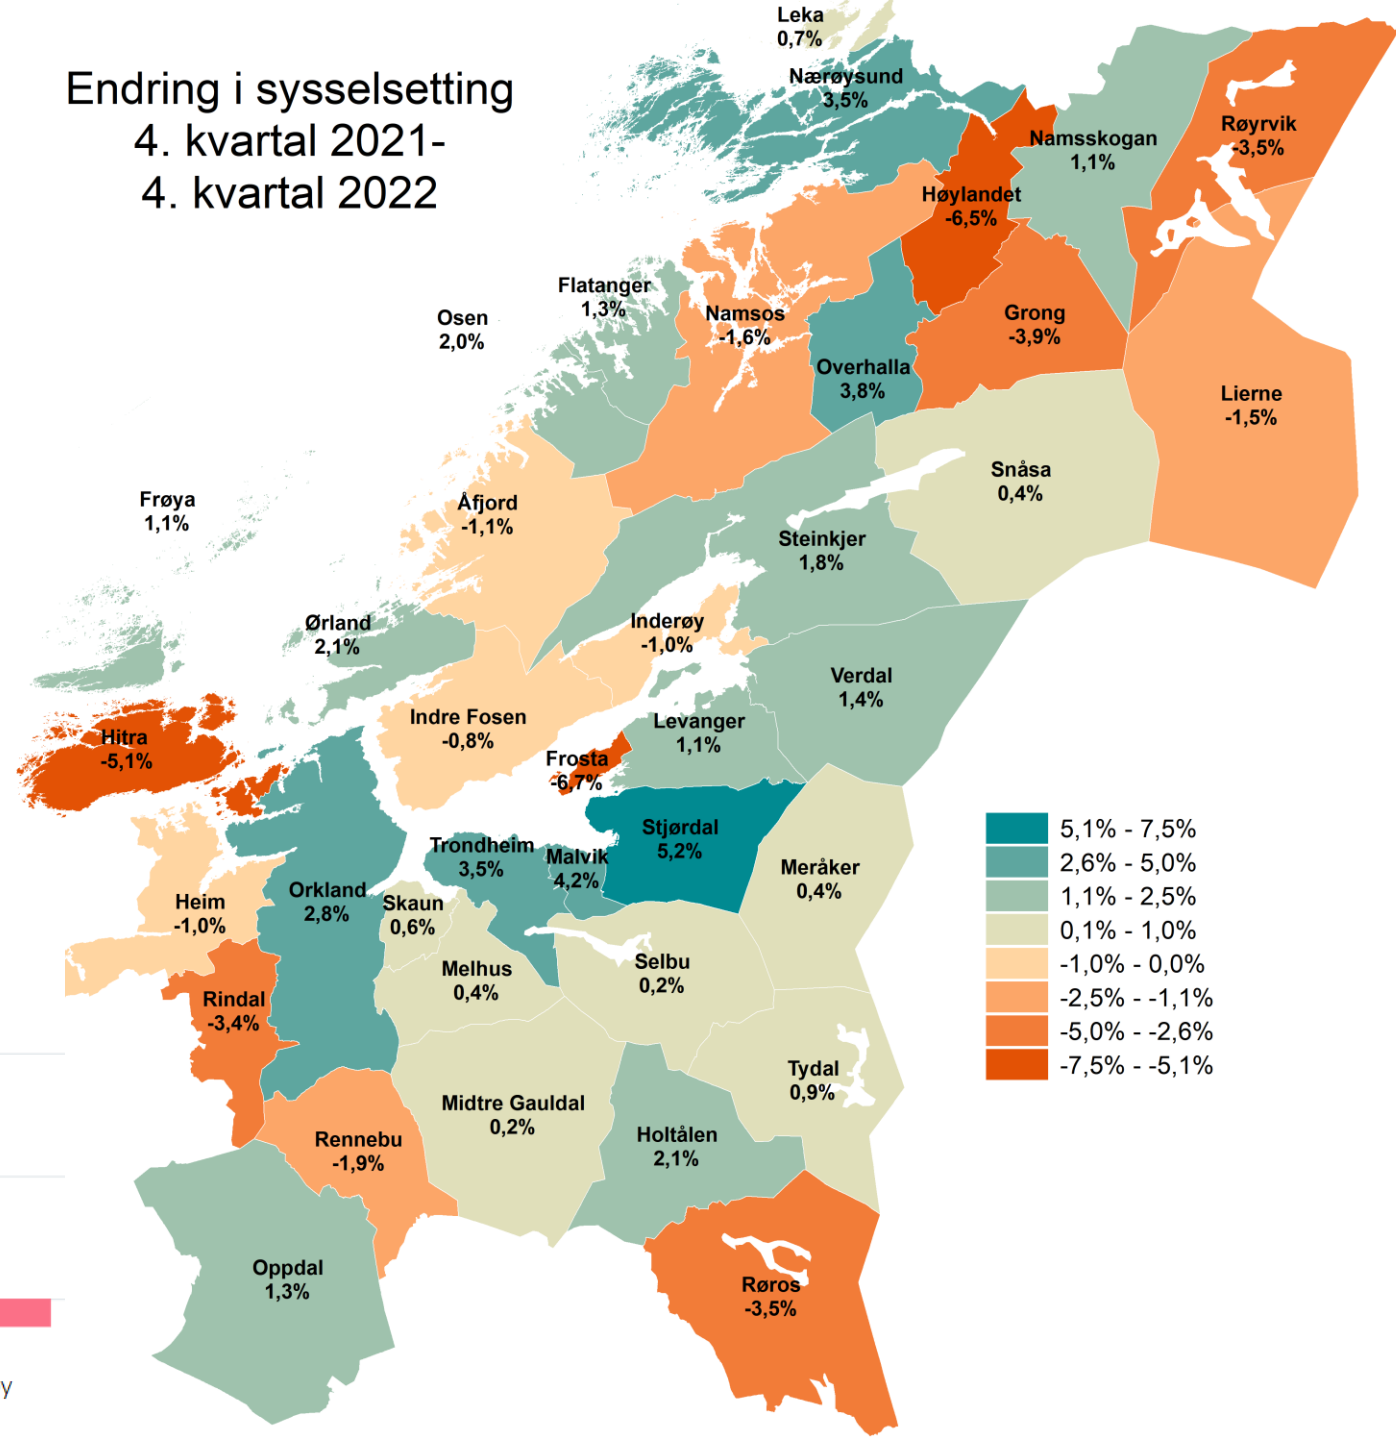 Endring i sysselsetting
4. kvartal 2021-
4. kvartal 2022
Leka
0,7%
Nærøysund
3,5%
Namsskogan
1,1%
Røyrvik
-3,5%
Høylandet
-6,5%
Flatanger
1,3%
Osen
2,0%
Namsos
-1,6%
Grong
-3,9%
Overhalla
3,8%
Lierne
-1,5%
Snåsa
0,4%
Frøya
1,1%
Åfjord
-1,1%
Steinkjer
1,8%
Ørland
2,1%
Inderøy
-1,0%
Verdal
1,4%
Indre Fosen
-0,8%
Levanger
1,1%
Hitra
-5,1%
Frosta
-6,7%
Stjørdal
5,2%
Trondheim
3,5%
Malvik
4,2%
Meråker
0,4%
Heim
-1,0%
Orkland
2,8%
Skaun
0,6%
Melhus
0,4%
Selbu
0,2%
Rindal
-3,4%
Tydal
0,9%
Midtre Gauldal
0,2%
Rennebu
-1,9%
Holtålen
2,1%
Oppdal
1,3%
Røros
-3,5%
5,1% - 7,5%
2,6% - 5,0%
1,1% - 2,5%
0,1% - 1,0%
-1,0% - 0,0%
-2,5% - -1,1%
-5,0% - -2,6%
-7,5% - -5,1%
y